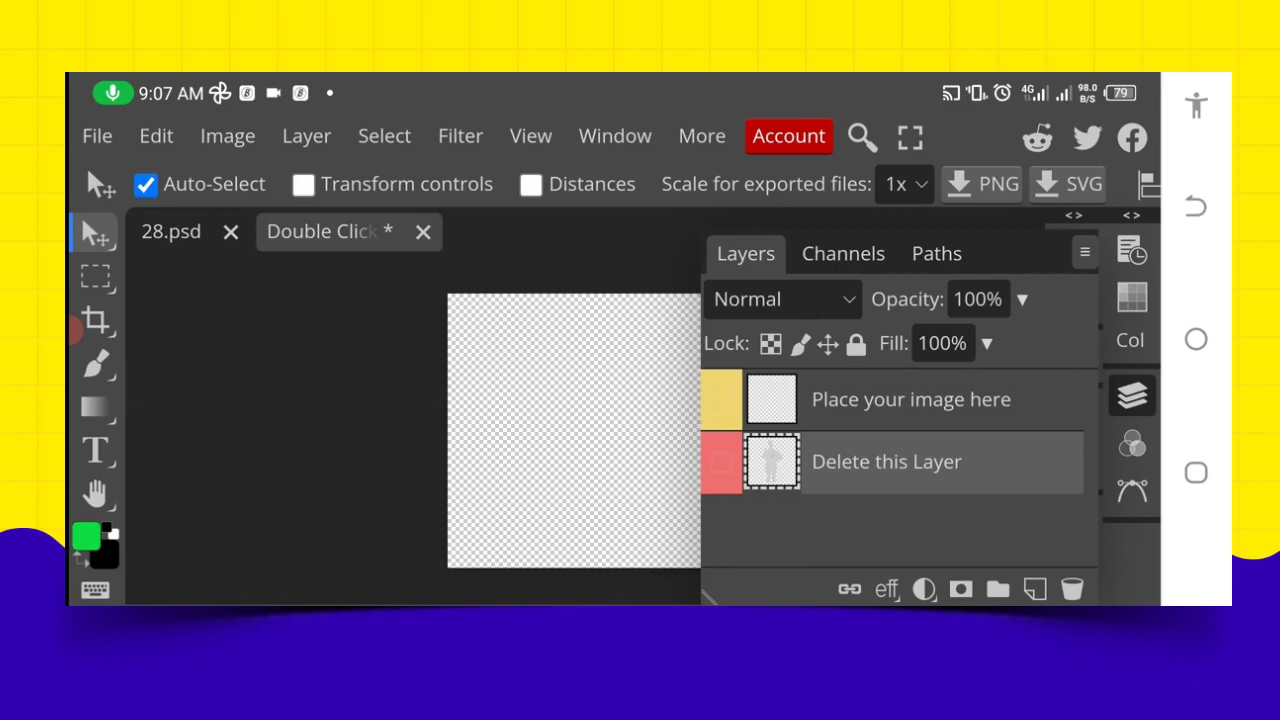 9:07 AM 4G 98.0 B/S 79
File Edit Image Layer Select Filter View Window More Account
Auto-Select Transform controls Distances Scale for exported files: 1x PNG SVG
28.psd Double Click *
< > < >
Layers Channels Paths
Normal Opacity: 100%
Lock: Fill: 100%
Col
Place your image here
Delete this Layer
T
eff